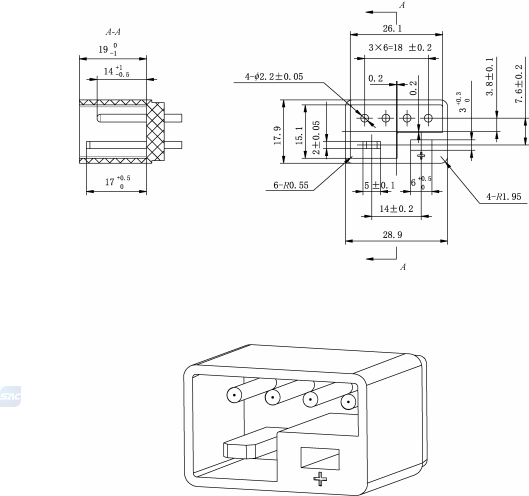 A-A
19 0 -1
14 +1 -0.5
17 +0.5 0
A
26.1
3×6=18 ±0.2
4-ø2.2±0.05
0.2
0.2
3.8±0.1
7.6±0.2
3 +0.3 0
17.9
15.1
2±0.05
6-R0.55
5±0.1
6 +0.5 0
4-R1.95
14±0.2
28.9
A
+
+
SAC